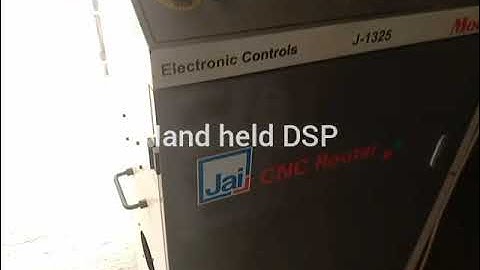 Electronic Controls J-1325
Hand held DSP
Jai CNC Router